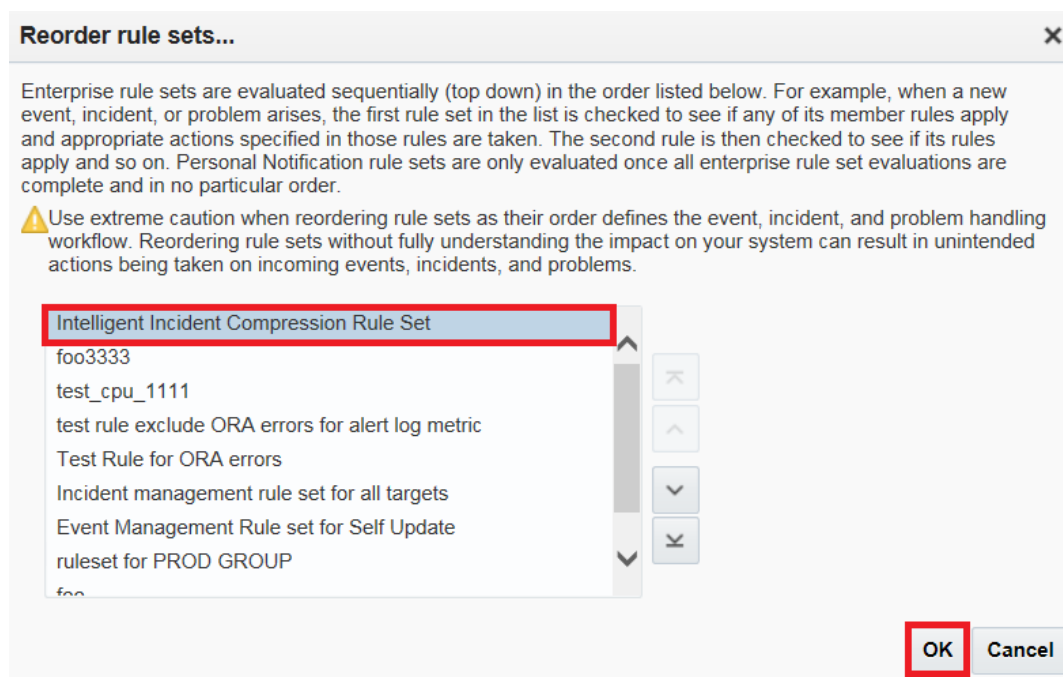 Reorder rule sets...
Enterprise rule sets are evaluated sequentially (top down) in the order listed below. For example, when a new
event, incident, or problem arises, the first rule set in the list is checked to see if any of its member rules apply
and appropriate actions specified in those rules are taken. The second rule is then checked to see if its rules
apply and so on. Personal Notification rule sets are only evaluated once all enterprise rule set evaluations are
complete and in no particular order.
Use extreme caution when reordering rule sets as their order defines the event, incident, and problem handling
workflow. Reordering rule sets without fully understanding the impact on your system can result in unintended
actions being taken on incoming events, incidents, and problems.
Intelligent Incident Compression Rule Set
foo3333
test_cpu_1111
test rule exclude ORA errors for alert log metric
Test Rule for ORA errors
Incident management rule set for all targets
Event Management Rule set for Self Update
ruleset for PROD GROUP
foo
OK Cancel